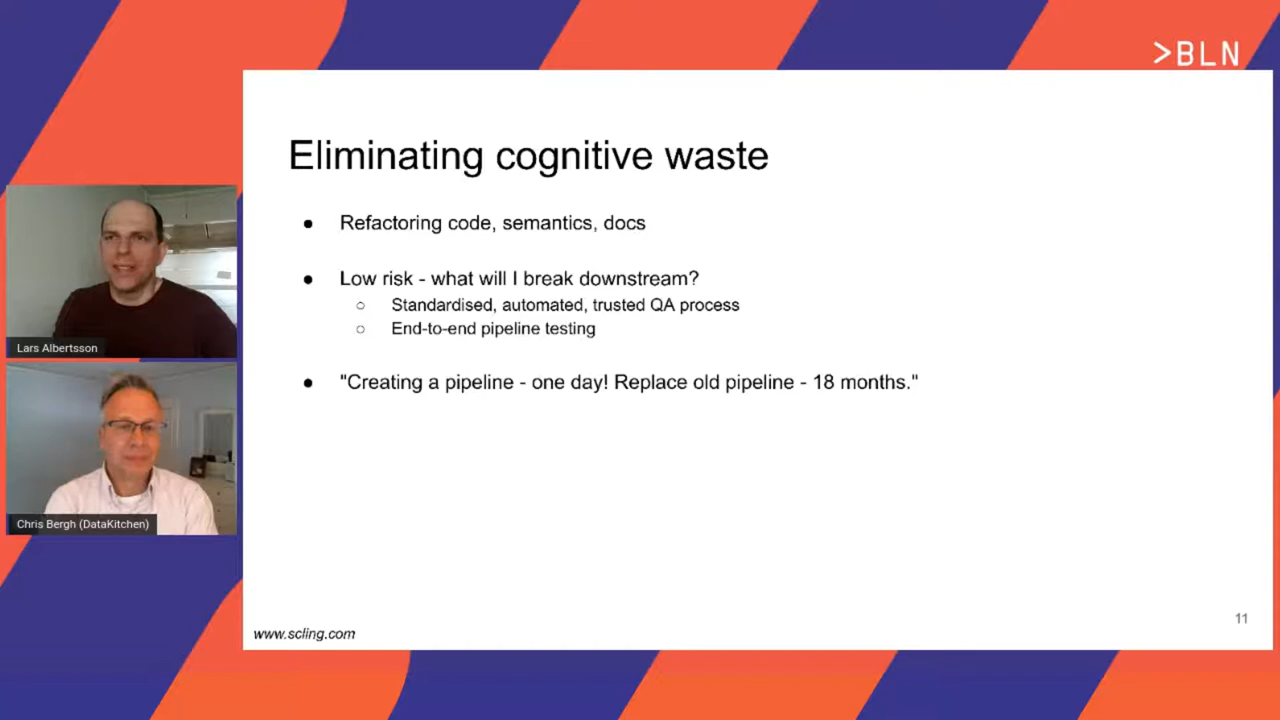 >BLN
Eliminating cognitive waste
● Refactoring code, semantics, docs
● Low risk - what will I break downstream?
○ Standardised, automated, trusted QA process
○ End-to-end pipeline testing
● "Creating a pipeline - one day! Replace old pipeline - 18 months."
Lars Albertsson
Chris Bergh (DataKitchen)
www.scling.com
11